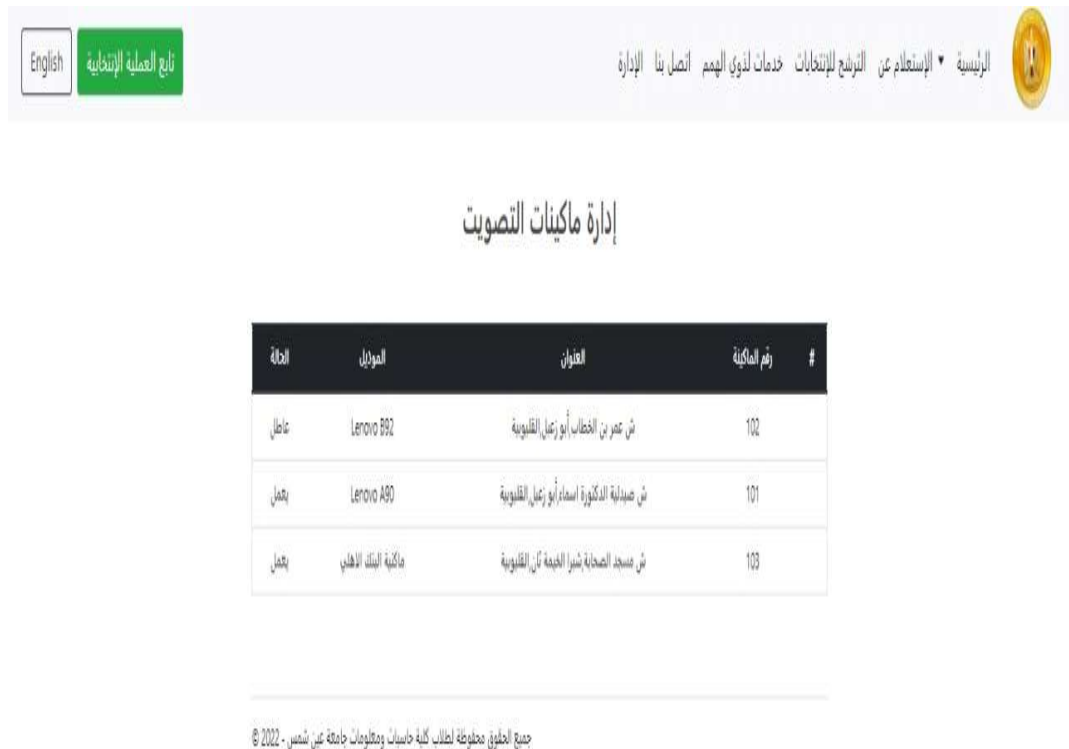 الرئيسية الإستعلام عن الترشح للإنتخابات خدمات لذوي الهمم اتصل بنا الإدارة تابع العملية الإنتخابية English
إدارة ماكينات التصويت
# رقم الماكينة العنوان الموديل الحالة
102 ش عمر بن الخطاب,أبو زعبل,القليوبية Lenovo B92 عاطل
101 ش صيدلية الدكتورة اسماء,أبو زعبل,القليوبية Lenovo A90 يعمل
103 ش مسجد الصحابة,شبرا الخيمة ثان,القليوبية ماكنية البنك الاهلي يعمل
جميع الحقوق محفوظة لطلاب كلية حاسبات ومعلومات جامعة عين شمس - 2022 ©